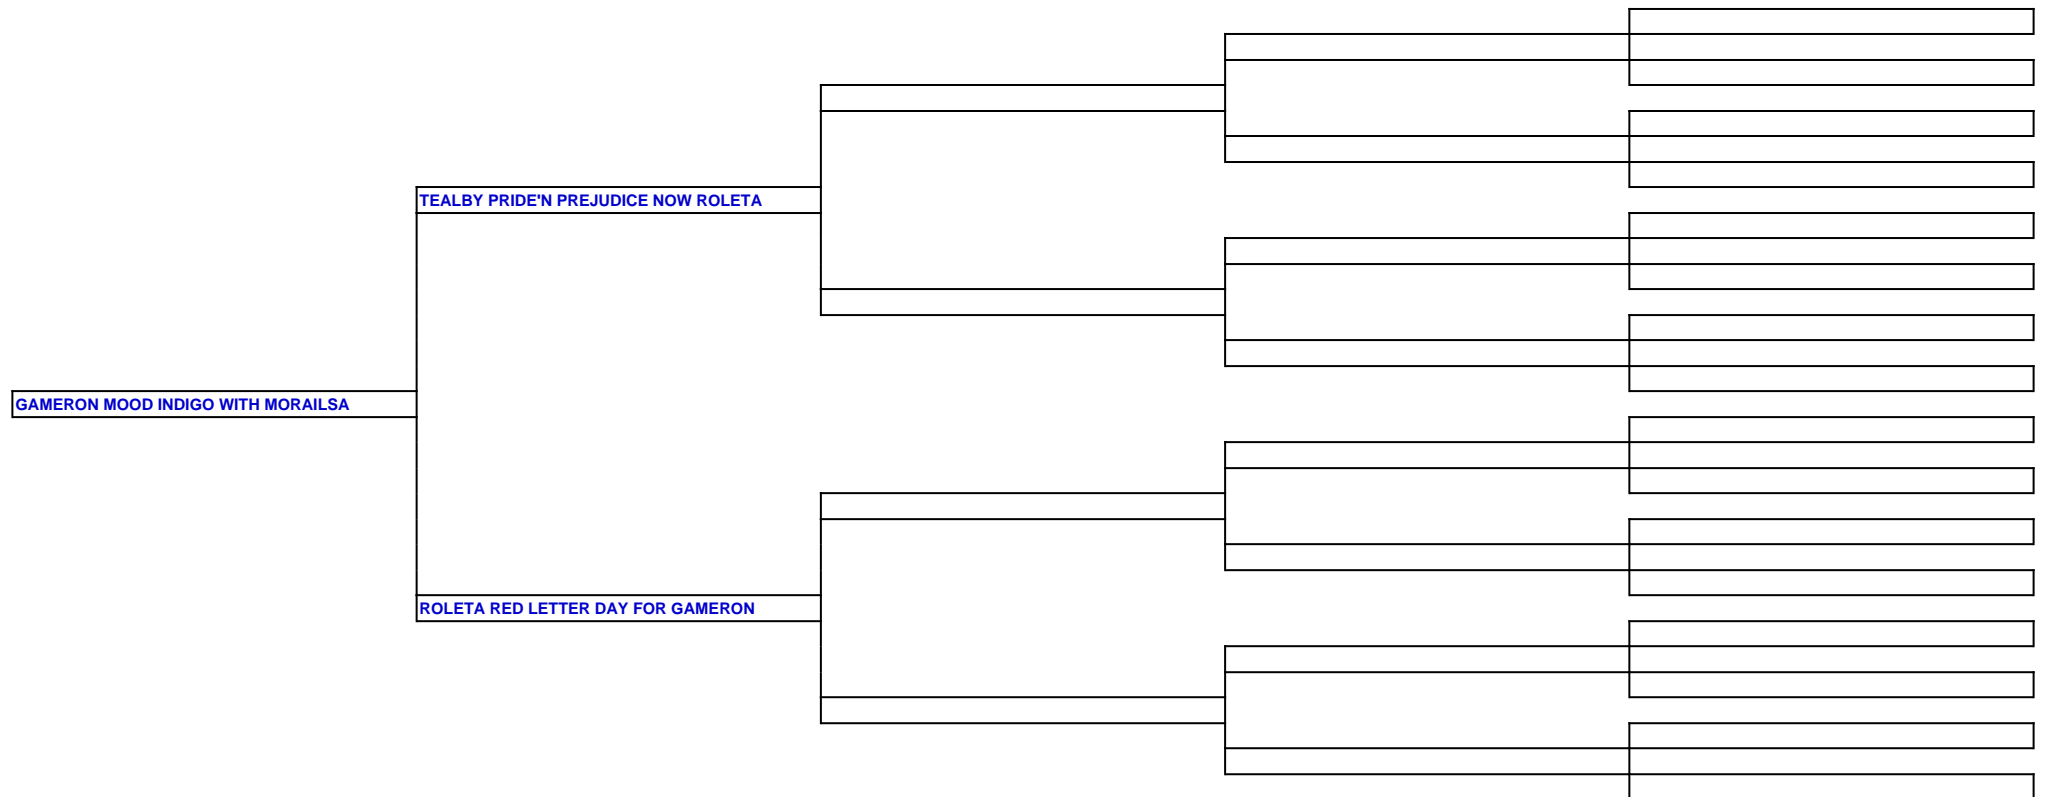 TEALBY PRIDE'N PREJUDICE NOW ROLETA
GAMERON MOOD INDIGO WITH MORAILSA
ROLETA RED LETTER DAY FOR GAMERON